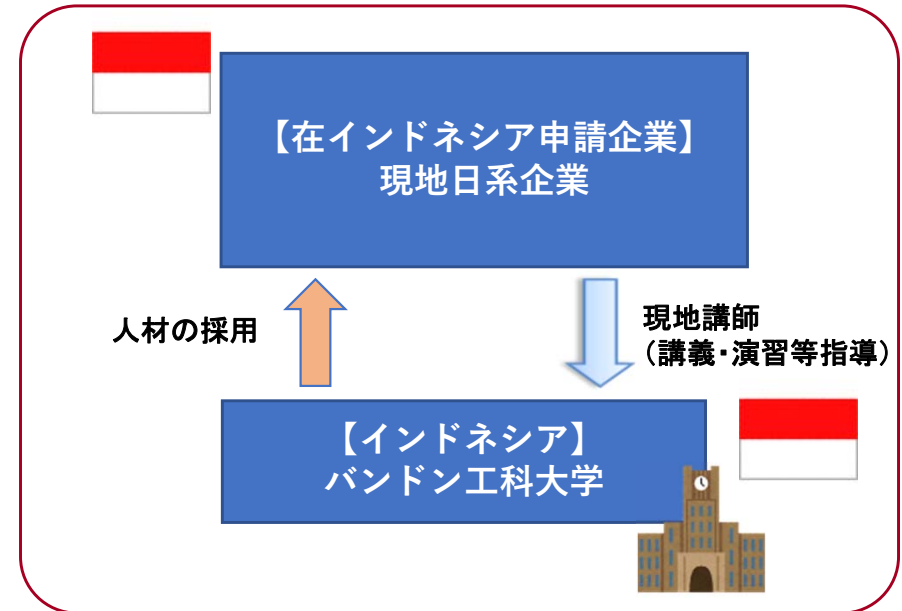 【在インドネシア申請企業】
現地日系企業
人材の採用
現地講師
（講義・演習等指導）
【インドネシア】
バンドン工科大学